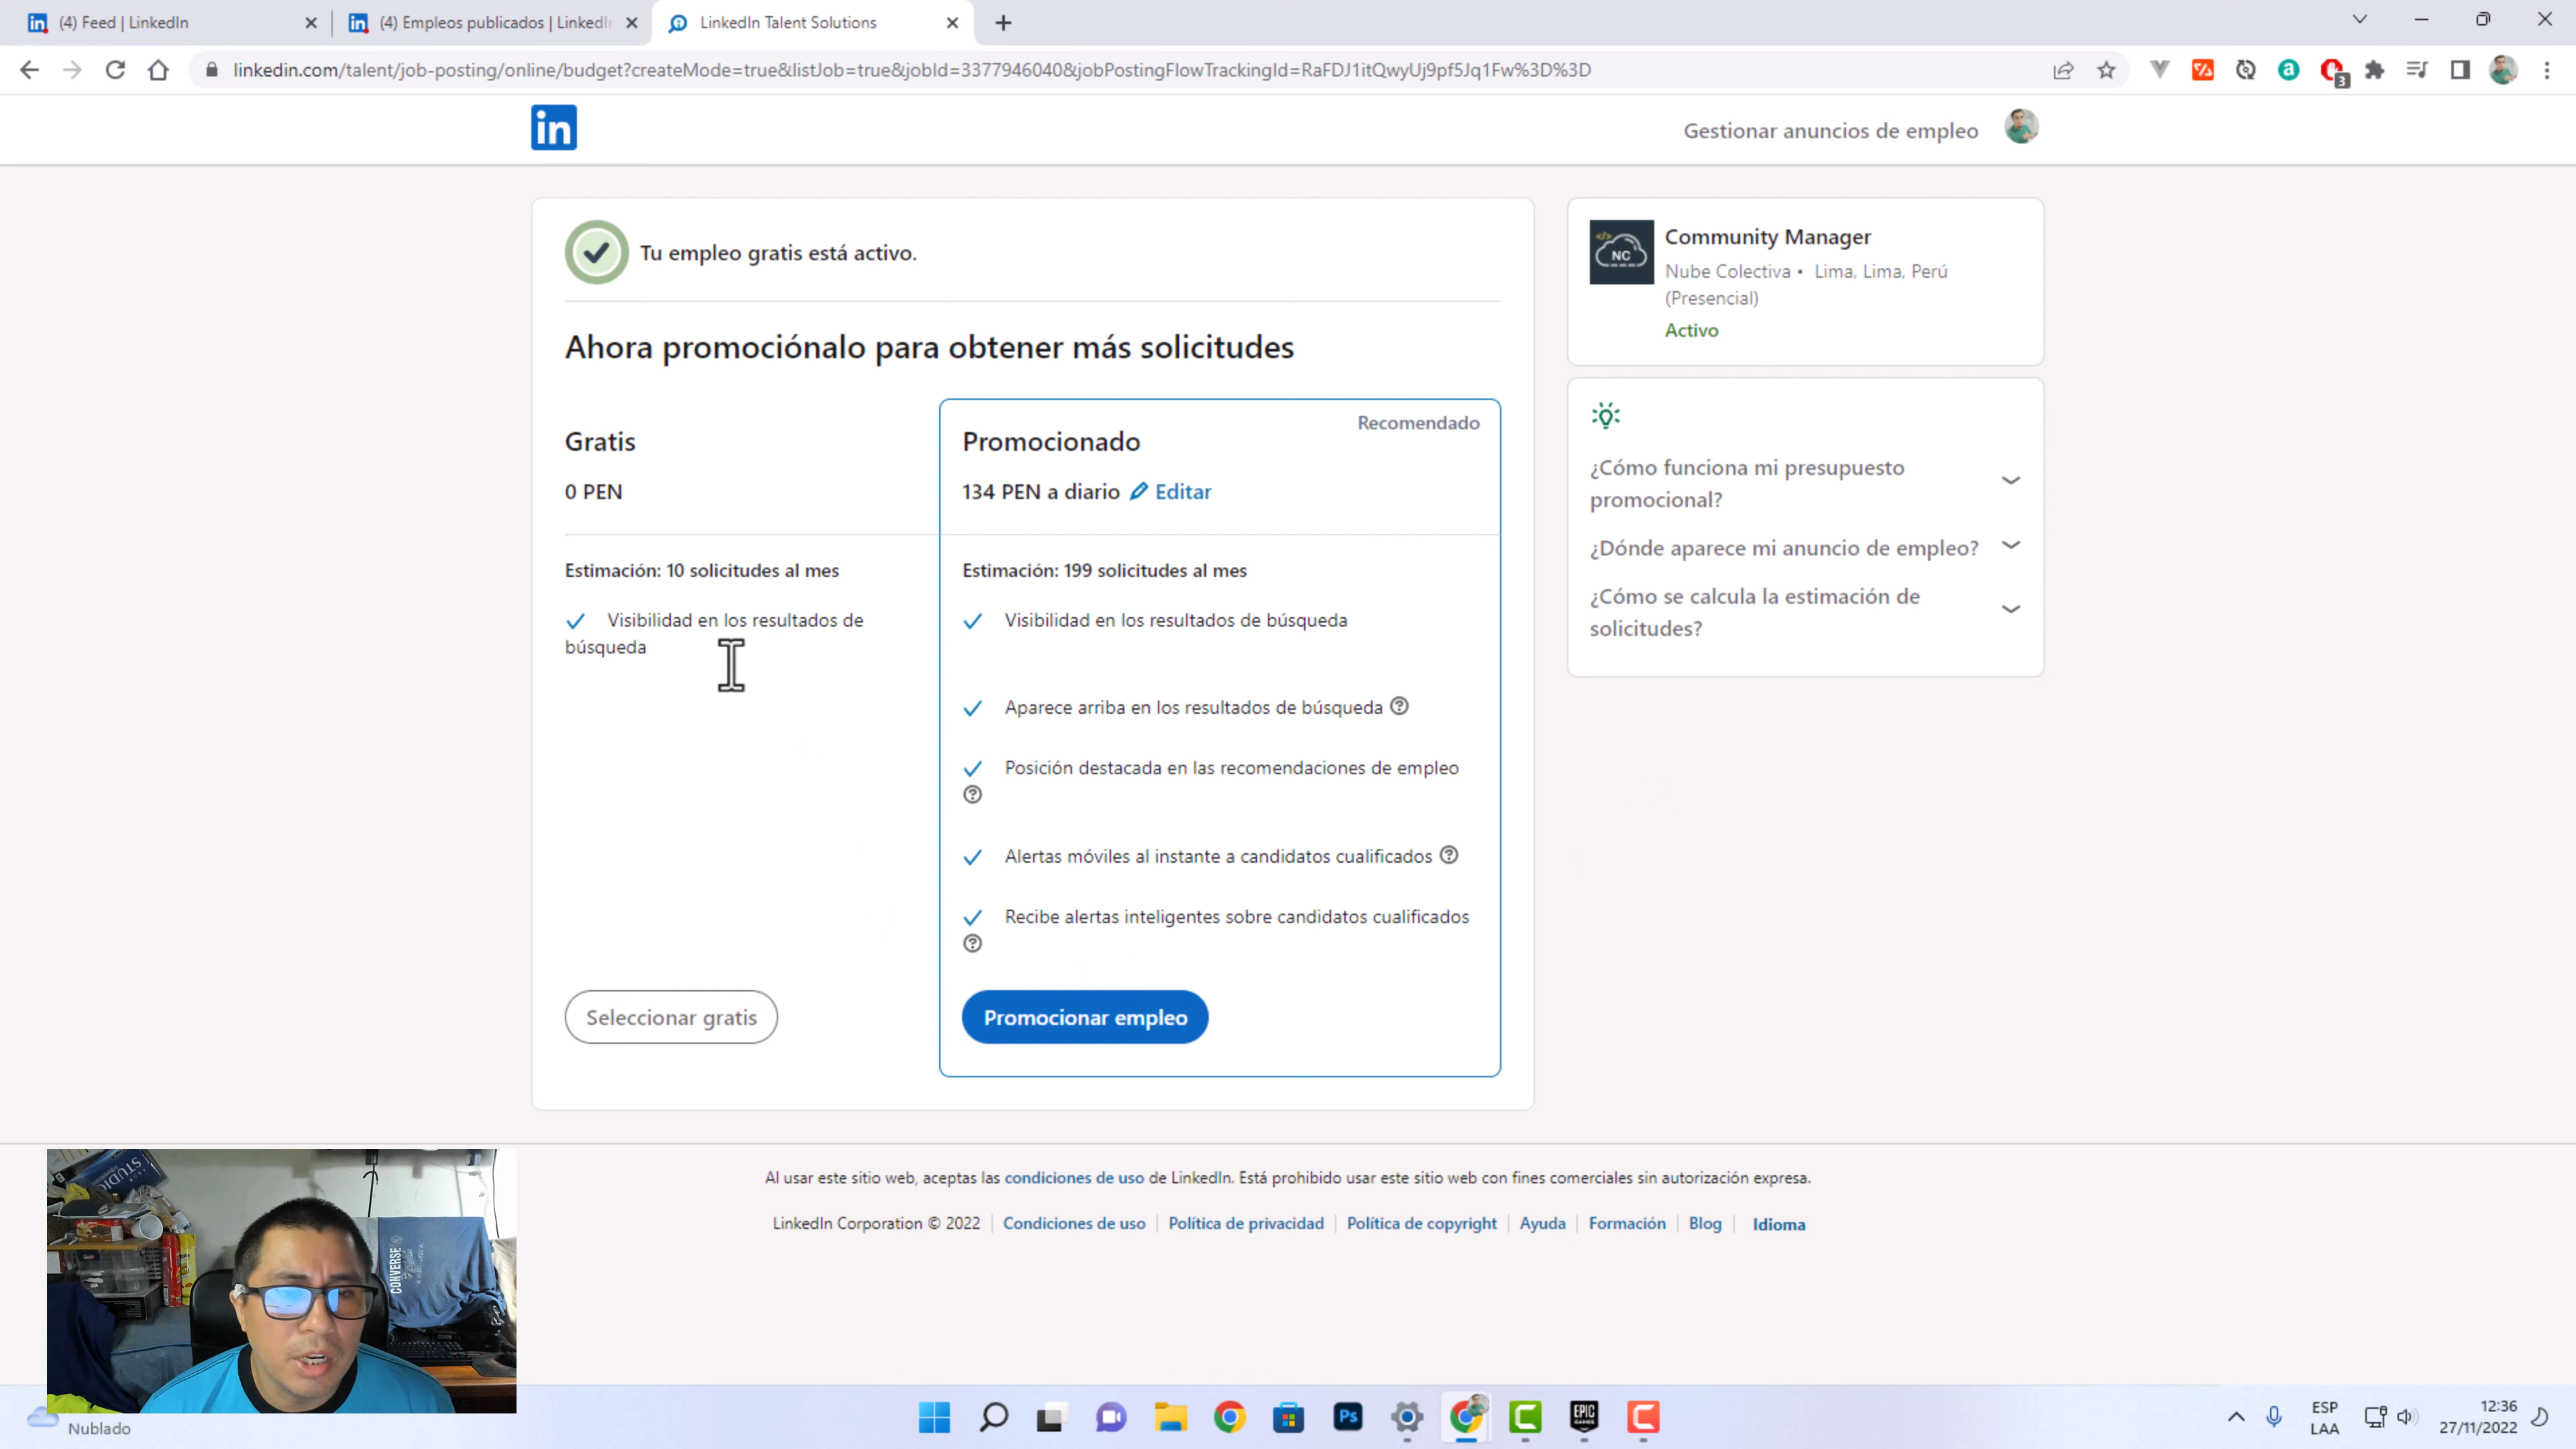 (4) Feed | LinkedIn
(4) Empleos publicados | LinkedIn
LinkedIn Talent Solutions
linkedin.com/talent/job-posting/online/budget?createMode=true&listJob=true&jobId=3377946040&jobPostingFlowTrackingId=RaFDJ1itQwyUj9pf5Jq1Fw%3D%3D
3
in
Gestionar anuncios de empleo
Tu empleo gratis está activo.
Ahora promociónalo para obtener más solicitudes
Gratis
0 PEN
Estimación: 10 solicitudes al mes
Visibilidad en los resultados de
búsqueda
Seleccionar gratis
Recomendado
Promocionado
134 PEN a diario Editar
Estimación: 199 solicitudes al mes
Visibilidad en los resultados de búsqueda
Aparece arriba en los resultados de búsqueda
Posición destacada en las recomendaciones de empleo
Alertas móviles al instante a candidatos cualificados
Recibe alertas inteligentes sobre candidatos cualificados
Promocionar empleo
NC
Community Manager
Nube Colectiva • Lima, Lima, Perú
(Presencial)
Activo
¿Cómo funciona mi presupuesto
promocional?
¿Dónde aparece mi anuncio de empleo?
¿Cómo se calcula la estimación de
solicitudes?
Al usar este sitio web, aceptas las condiciones de uso de LinkedIn. Está prohibido usar este sitio web con fines comerciales sin autorización expresa.
LinkedIn Corporation © 2022 | Condiciones de uso | Política de privacidad | Política de copyright | Ayuda | Formación | Blog | Idioma
STUDIO
CONVERSE
Nublado
Ps
EPIC
GAMES
ESP
LAA
12:36
27/11/2022